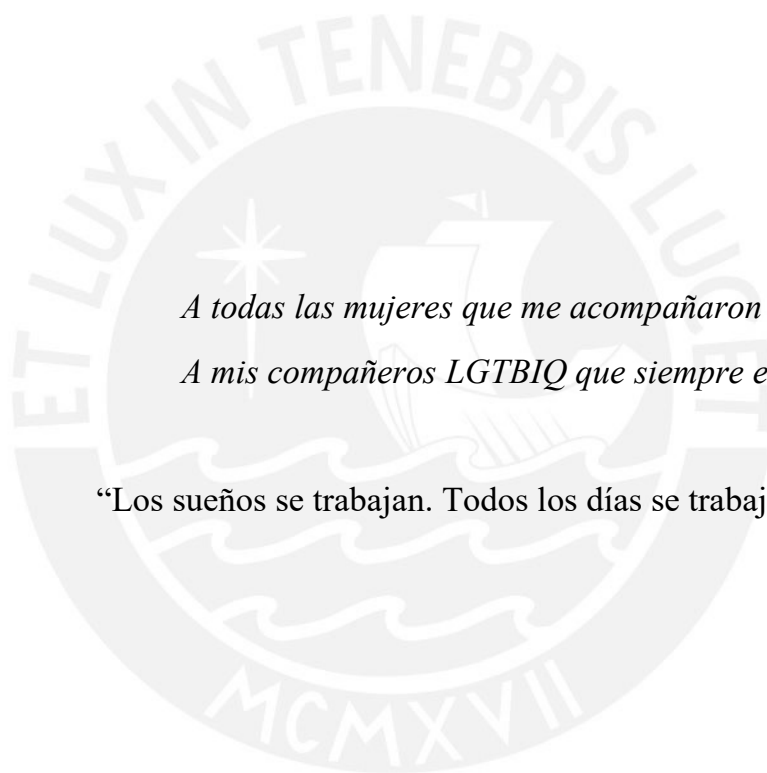 ET LUX IN TENEBRIS LUCET
A todas las mujeres que me acompañaron
A mis compañeros LGTBIQ que siempre
“Los sueños se trabajan. Todos los días se
MCMXVII